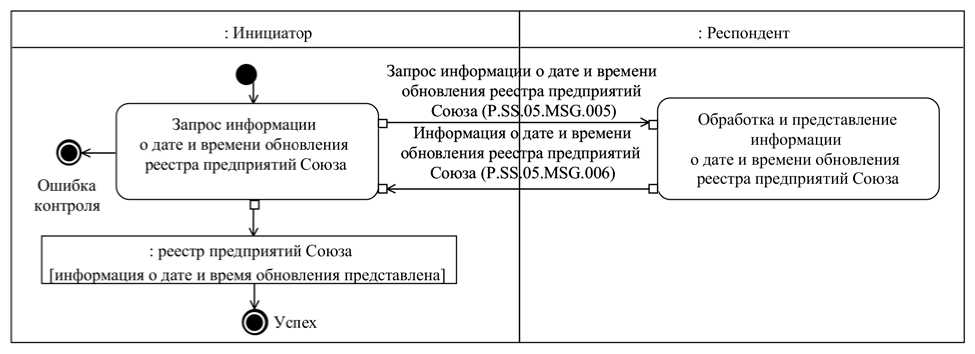 : Инициатор
: Респондент
Запрос информации о дате и времени
обновления реестра предприятий
Союза (P.SS.05.MSG.005)
Запрос информации
о дате и времени обновления
реестра предприятий Союза
Информация о дате и времени
обновления реестра предприятий
Союза (P.SS.05.MSG.006)
Обработка и представление
информации
о дате и времени обновления
реестра предприятий Союза
Ошибка
контроля
: реестр предприятий Союза
[информация о дате и время обновления представлена]
Успех